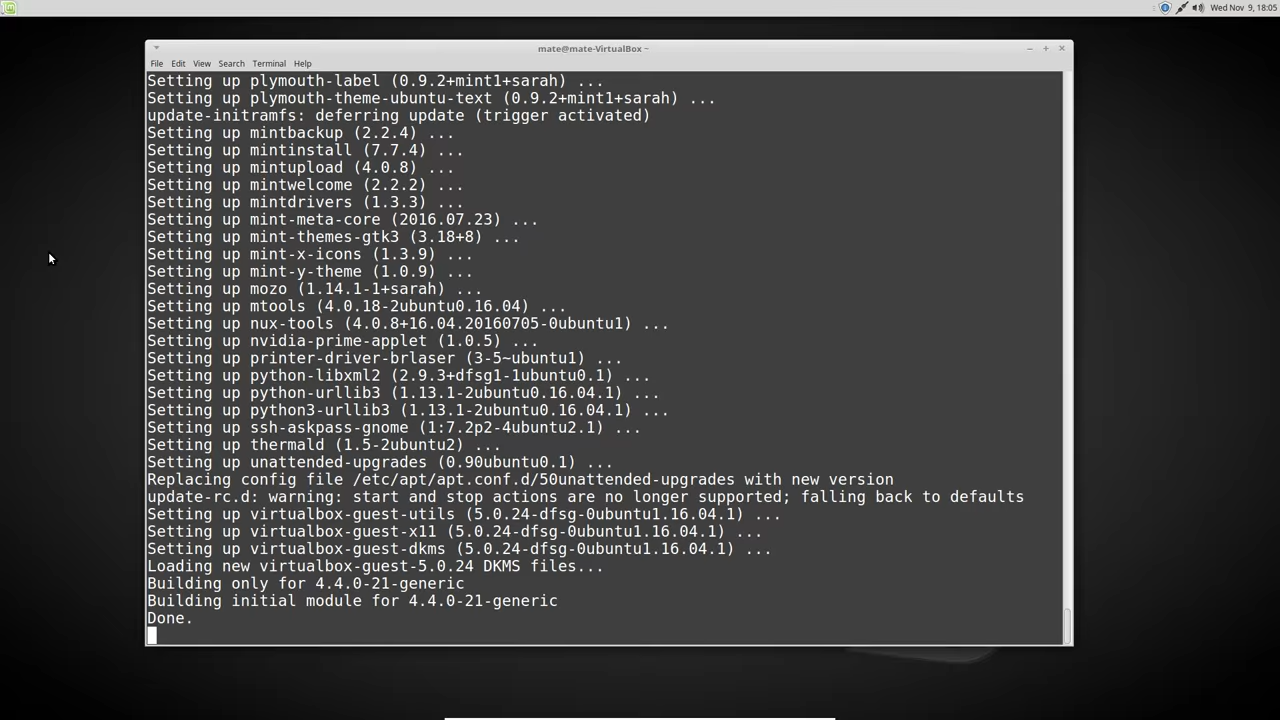 Wed Nov 9, 18:05
mate@mate-VirtualBox ~
File Edit View Search Terminal Help
Setting up plymouth-label (0.9.2+mint1+sarah) ...
Setting up plymouth-theme-ubuntu-text (0.9.2+mint1+sarah) ...
update-initramfs: deferring update (trigger activated)
Setting up mintbackup (2.2.4) ...
Setting up mintinstall (7.7.4) ...
Setting up mintupload (4.0.8) ...
Setting up mintwelcome (2.2.2) ...
Setting up mintdrivers (1.3.3) ...
Setting up mint-meta-core (2016.07.23) ...
Setting up mint-themes-gtk3 (3.18+8) ...
Setting up mint-x-icons (1.3.9) ...
Setting up mint-y-theme (1.0.9) ...
Setting up mozo (1.14.1-1+sarah) ...
Setting up mtools (4.0.18-2ubuntu0.16.04) ...
Setting up nux-tools (4.0.8+16.04.20160705-0ubuntu1) ...
Setting up nvidia-prime-applet (1.0.5) ...
Setting up printer-driver-brlaser (3-5~ubuntu1) ...
Setting up python-libxml2 (2.9.3+dfsg1-1ubuntu0.1) ...
Setting up python-urllib3 (1.13.1-2ubuntu0.16.04.1) ...
Setting up python3-urllib3 (1.13.1-2ubuntu0.16.04.1) ...
Setting up ssh-askpass-gnome (1:7.2p2-4ubuntu2.1) ...
Setting up thermald (1.5-2ubuntu2) ...
Setting up unattended-upgrades (0.90ubuntu0.1) ...
Replacing config file /etc/apt/apt.conf.d/50unattended-upgrades with new version
update-rc.d: warning: start and stop actions are no longer supported; falling back to defaults
Setting up virtualbox-guest-utils (5.0.24-dfsg-0ubuntu1.16.04.1) ...
Setting up virtualbox-guest-x11 (5.0.24-dfsg-0ubuntu1.16.04.1) ...
Setting up virtualbox-guest-dkms (5.0.24-dfsg-0ubuntu1.16.04.1) ...
Loading new virtualbox-guest-5.0.24 DKMS files...
Building only for 4.4.0-21-generic
Building initial module for 4.4.0-21-generic
Done.